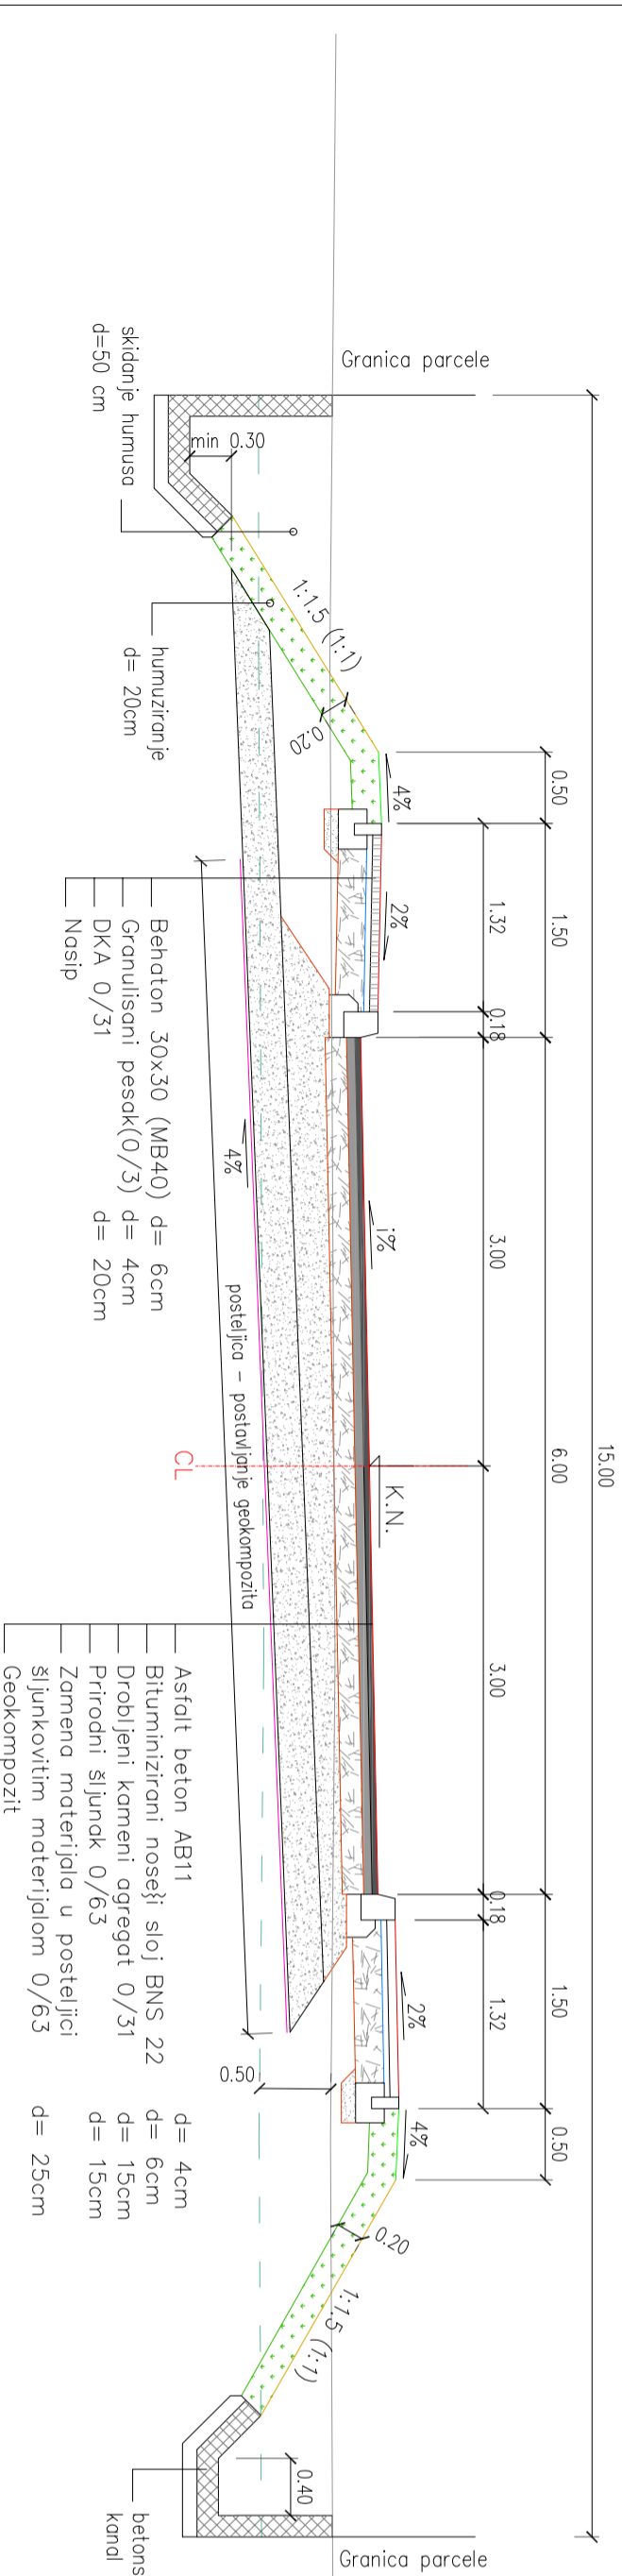 15.00
0.50
1.50
6.00
1.50
0.50
1.32
0.18
3.00
3.00
0.18
1.32
Granica parcele
Granica parcele
4%
2%
i%
K.N.
2%
4%
1:1.5 (1:1)
0.20
min 0.30
0.20
1:1.5 (1:1)
0.40
0.50
4%
posteljica - postavljanje geokompozita
CL
skidanje humusa
d=50 cm
humuziranje
d= 20cm
Behaton 30x30 (MB40) d= 6cm
Granulisani pesak(0/3) d= 4cm
DKA 0/31 d= 20cm
Nasip
Asfalt beton AB11 d= 4cm
Bituminizirani noseši sloj BNS 22 d= 6cm
Drobljeni kameni agregat 0/31 d= 15cm
Prirodni šljunak 0/63 d= 15cm
Zamena materijala u posteljici
šljunkovitim materijalom 0/63 d= 25cm
Geokompozit
betons
kanal